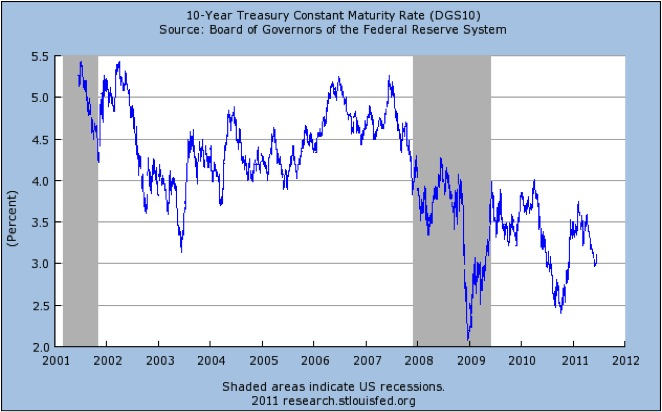 10-Year Treasury Constant Maturity Rate (DGS10)
Source: Board of Governors of the Federal Reserve System
5.5
5.0
4.5
4.0
3.5
3.0
2.5
2.0
(Percent)
2001 2002 2003 2004 2005 2006 2007 2008 2009 2010 2011 2012
Shaded areas indicate US recessions.
2011 research.stlouisfed.org